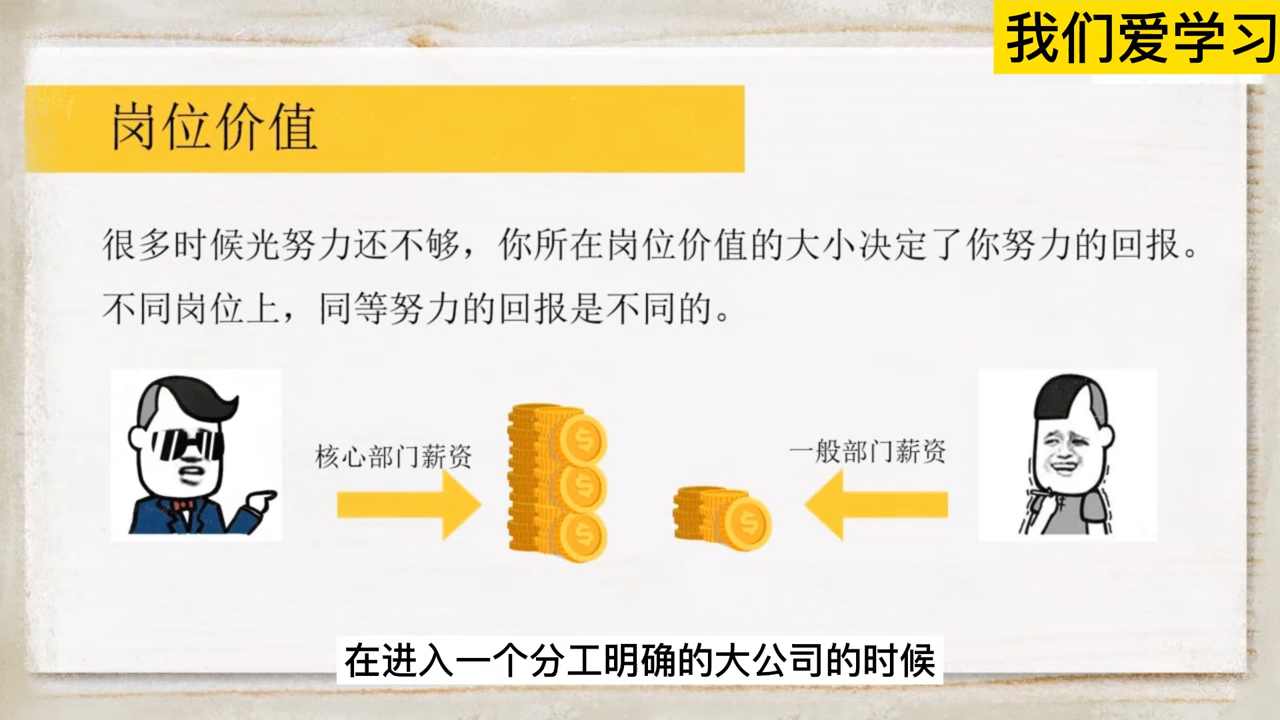 我们爱学习
岗位价值
很多时候光努力还不够，你所在岗位价值的大小决定了你努力的回报。
不同岗位上，同等努力的回报是不同的。
核心部门薪资
一般部门薪资
在进入一个分工明确的大公司的时候